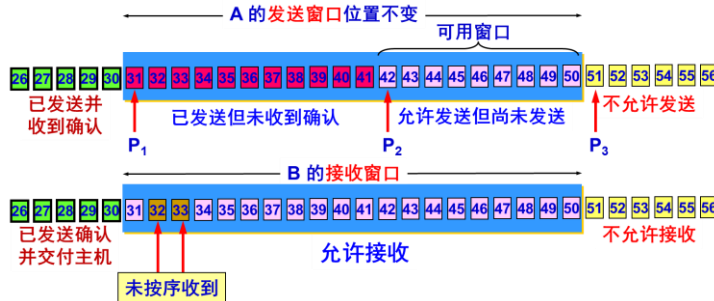 A 的发送窗口位置不变
可用窗口
26 27 28 29 30 31 32 33 34 35 36 37 38 39 40 41 42 43 44 45 46 47 48 49 50 51 52 53 54 55 56
已发送并
收到确认
已发送但未收到确认
允许发送但尚未发送
不允许发送
P1
P2
P3
B 的接收窗口
26 27 28 29 30 31 32 33 34 35 36 37 38 39 40 41 42 43 44 45 46 47 48 49 50 51 52 53 54 55 56
已发送确认
并交付主机
允许接收
不允许接收
未按序收到